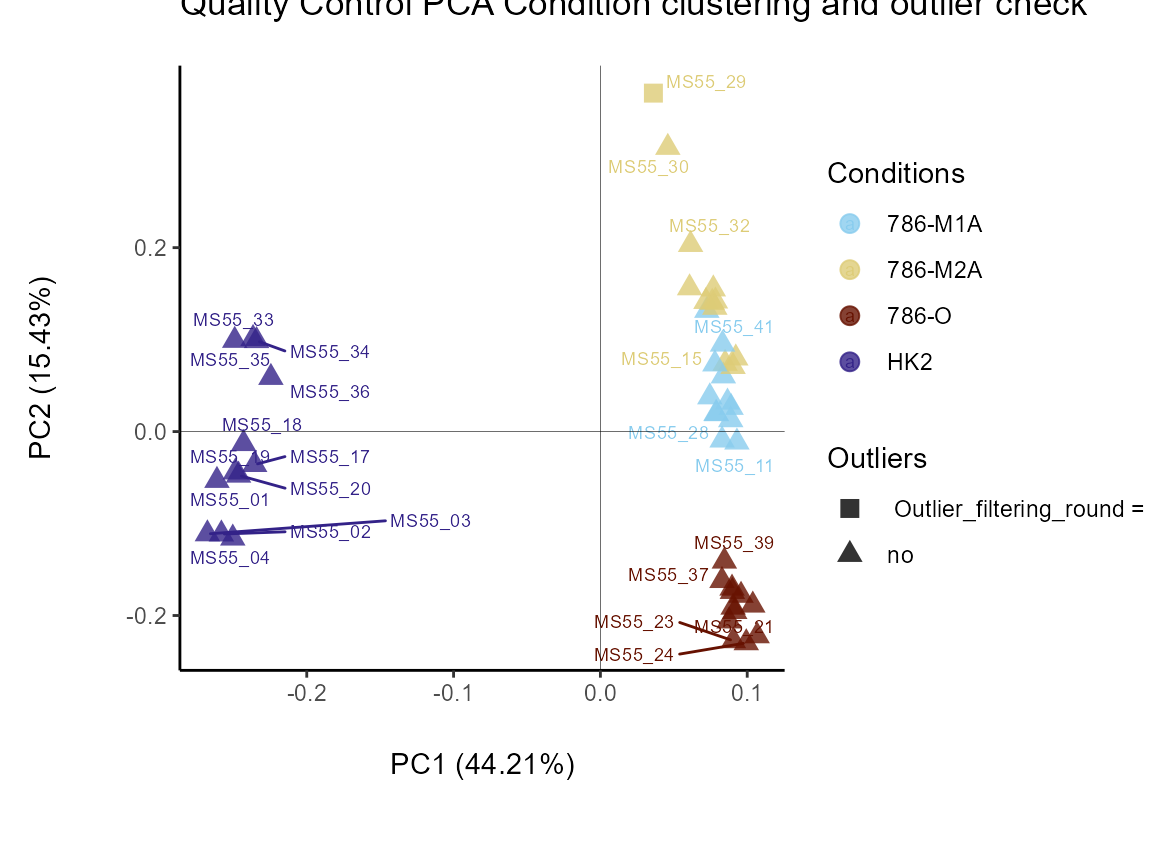 Quality Control PCA Condition clustering and outlier check
MS55_29
MS55_30
MS55_32
MS55_33
MS55_34
MS55_35
MS55_36
MS55_41
MS55_15
MS55_18
MS55_28
MS55_19
MS55_17
MS55_11
MS55_20
MS55_01
MS55_03
MS55_02
MS55_04
MS55_39
MS55_37
MS55_23
MS55_21
MS55_24
0.2
0.0
-0.2
-0.2
-0.1
0.0
0.1
PC1 (44.21%)
PC2 (15.43%)
Conditions
a 786-M1A
a 786-M2A
a 786-O
a HK2
Outliers
Outlier_filtering_round =
no